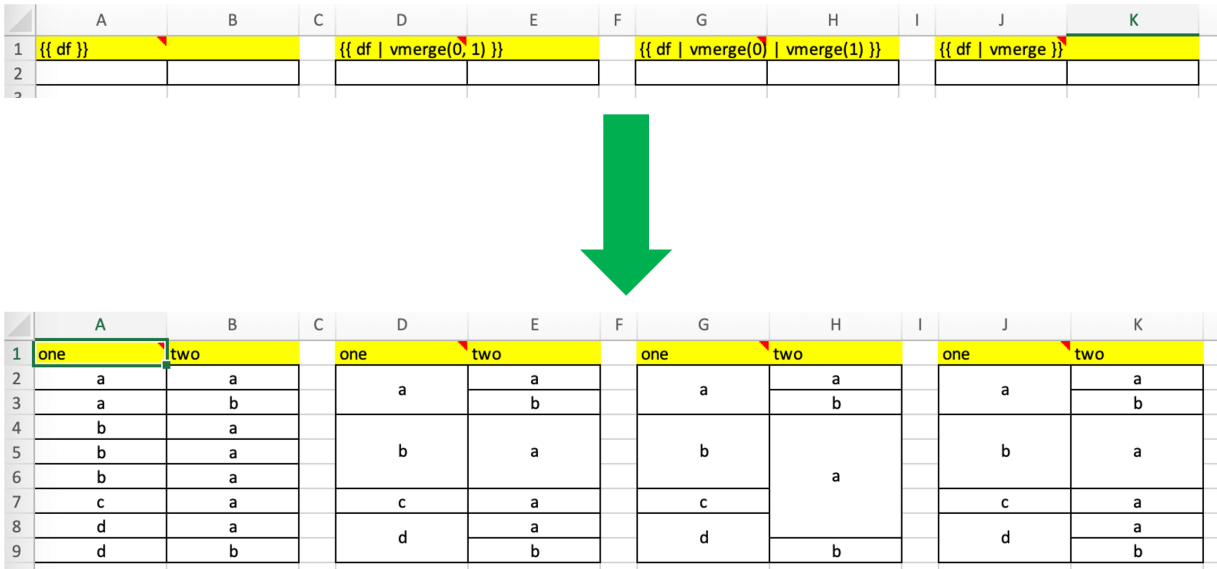 A B C D E F G H I J K
1 {{ df }} {{ df | vmerge(0, 1) }} {{ df | vmerge(0) | vmerge(1) }} {{ df | vmerge }}
2
A B C D E F G H I J K
1 one two one two one two one two
2 a a a a a a a a
3 a b b b b
4 b a b a b a b a
5 b a
6 b a
7 c a c a c c a
8 d a d a d d a
9 d b b b b